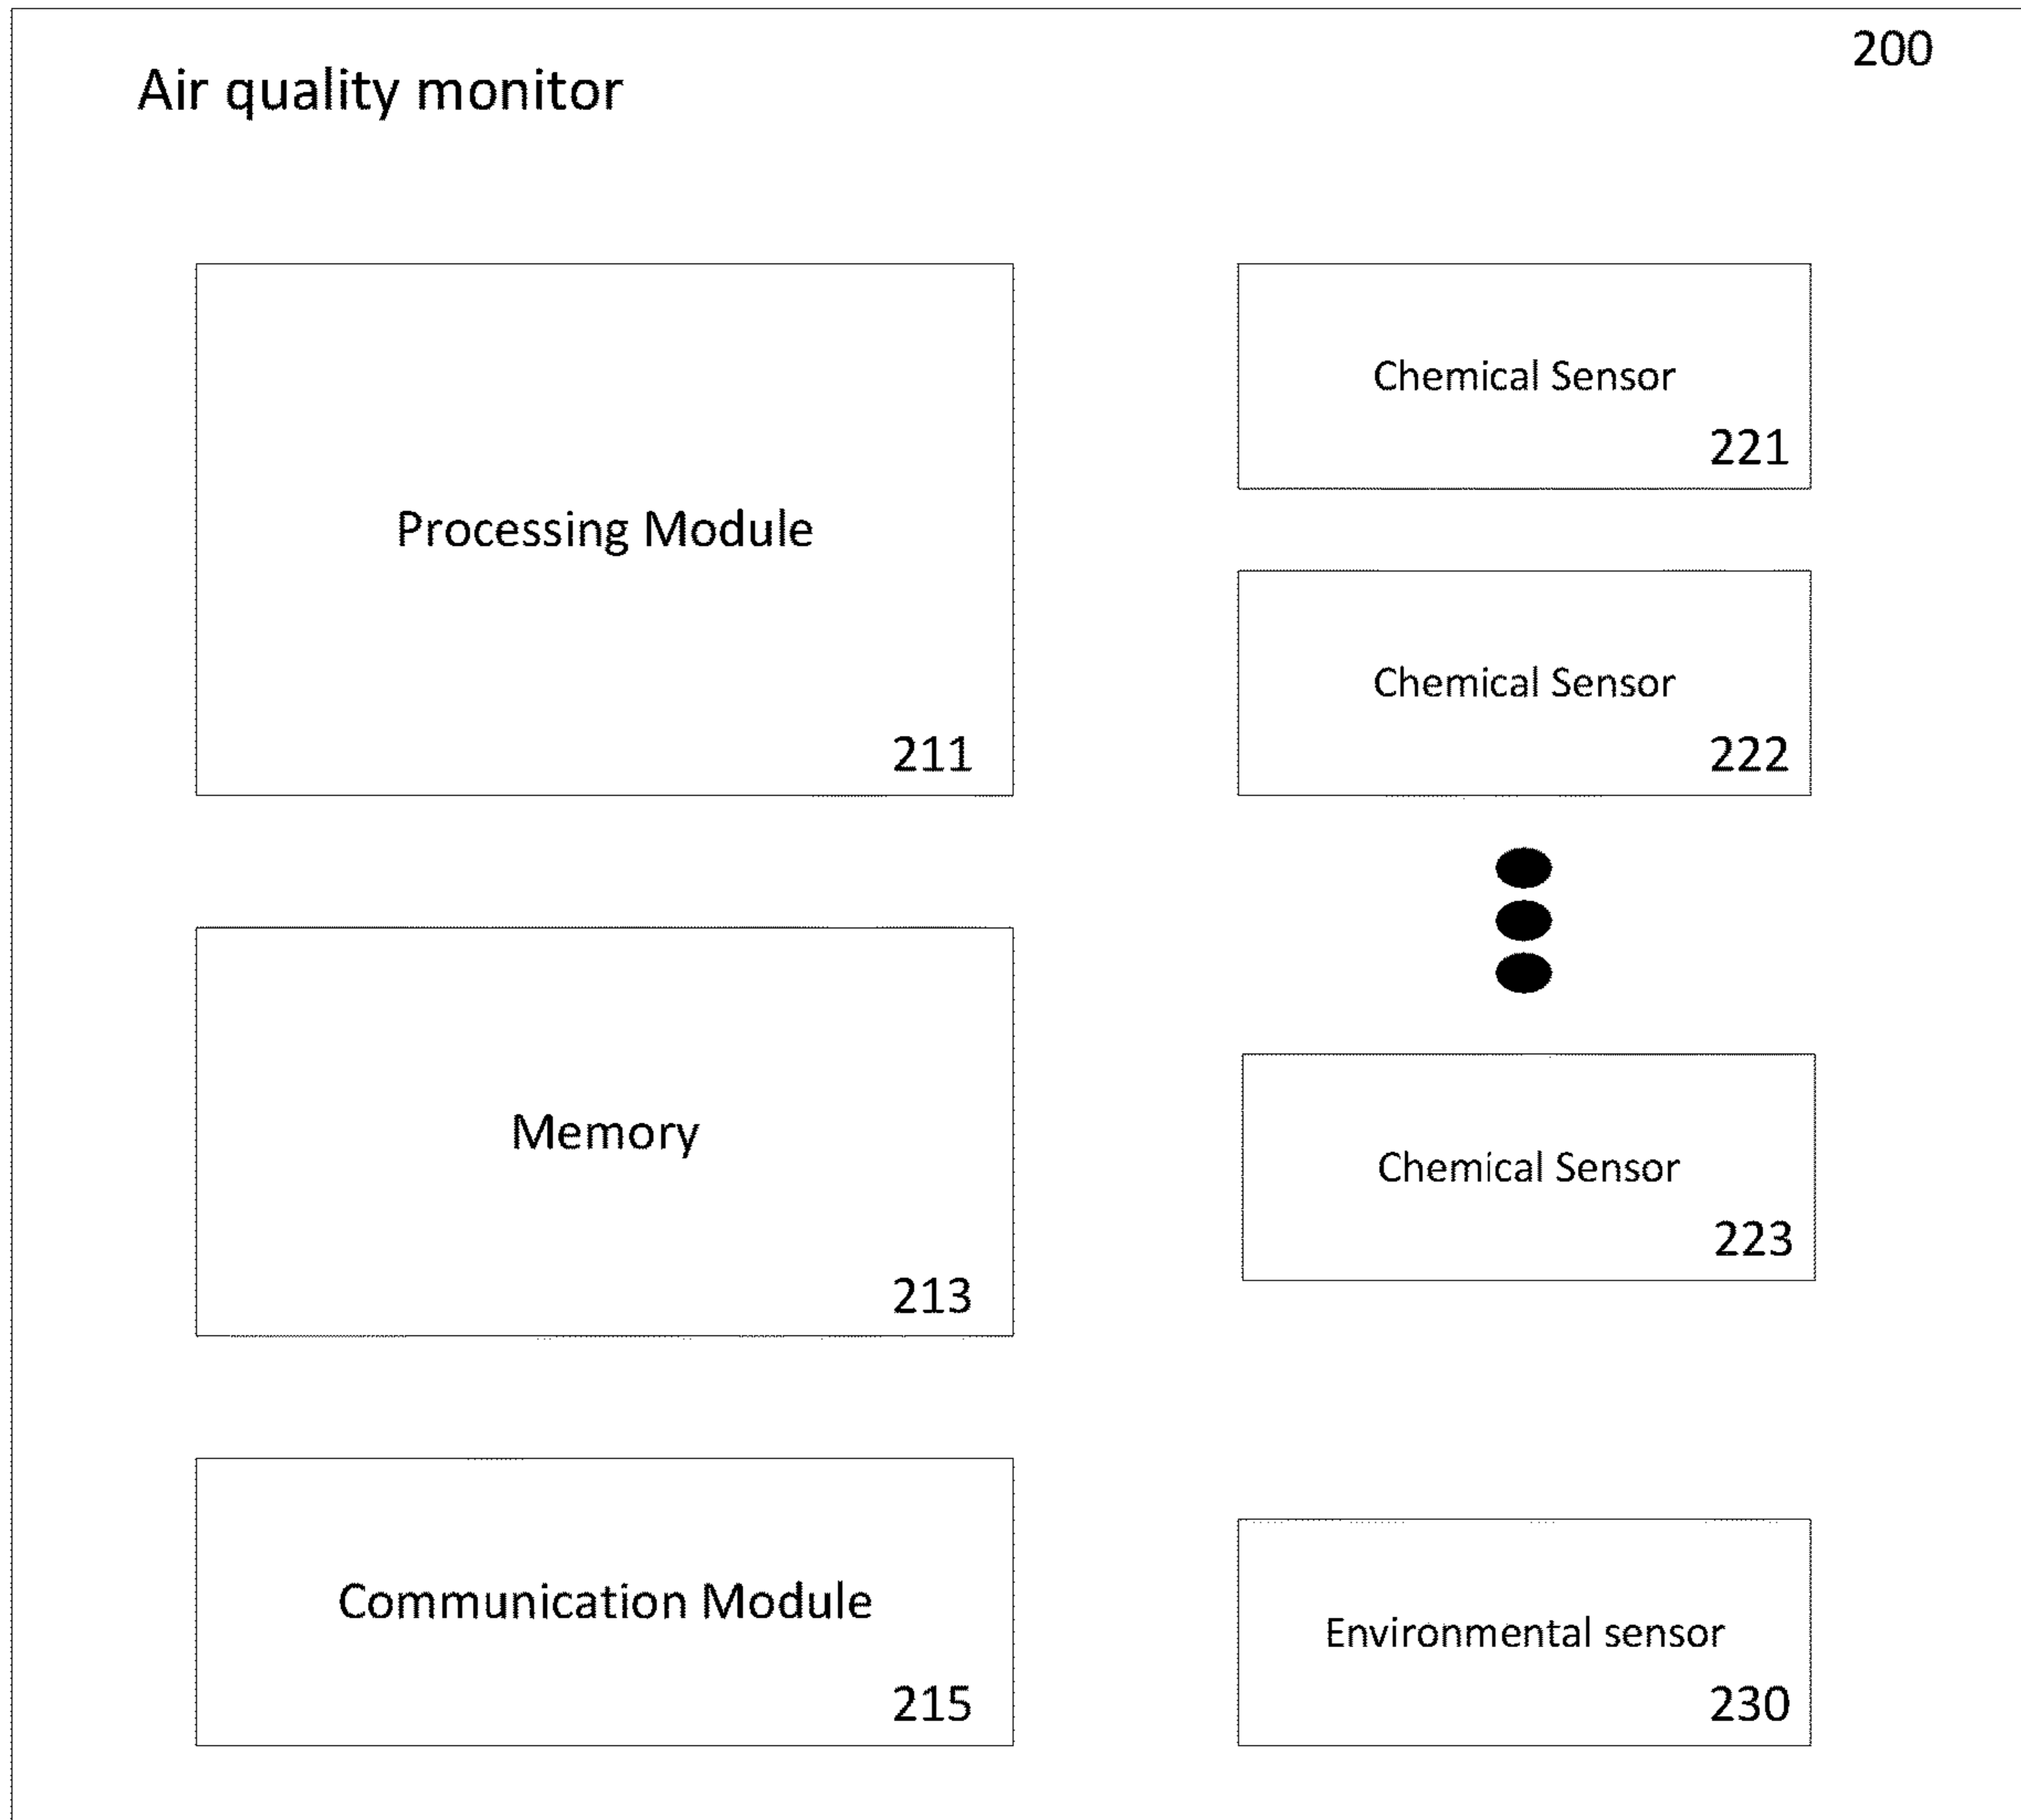 200
Air quality monitor
Processing Module
211
Memory
213
Communication Module
215
Chemical Sensor
221
Chemical Sensor
222
Chemical Sensor
223
Environmental sensor
230